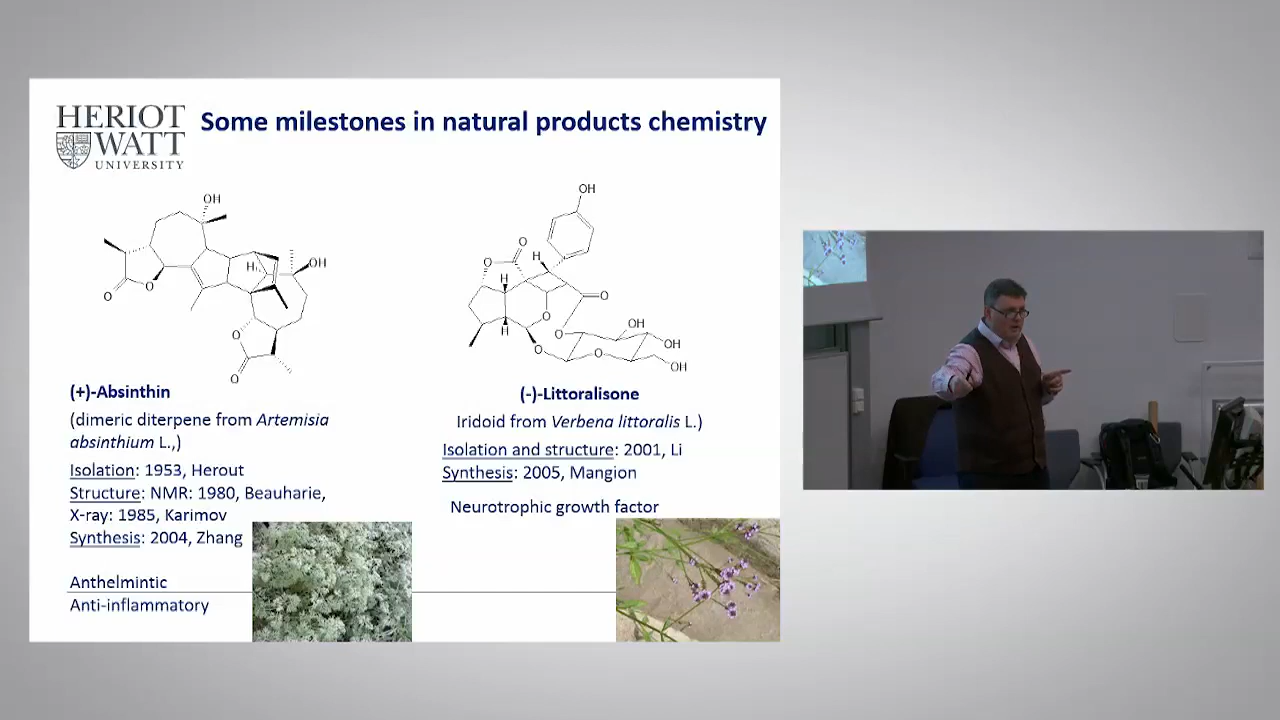 HERIOT
WATT
UNIVERSITY
Some milestones in natural products chemistry
OH
O
O
H
OH
O
O
OH
O
O
H
H
H
O
O
O
O
O
OH
OH
OH
(+)-Absinthin
(dimeric diterpene from Artemisia
absinthium L.,)
Isolation: 1953, Herout
Structure: NMR: 1980, Beauharie,
X-ray: 1985, Karimov
Synthesis: 2004, Zhang
Anthelmintic
Anti-inflammatory
(-)-Littoralisone
Iridoid from Verbena littoralis L.)
Isolation and structure: 2001, Li
Synthesis: 2005, Mangion
Neurotrophic growth factor